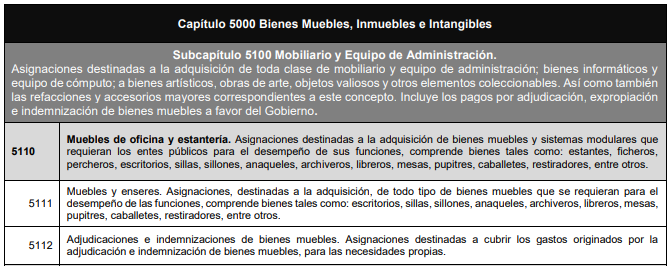 Capítulo 5000 Bienes Muebles, Inmuebles e Intangibles
Subcapítulo 5100 Mobiliario y Equipo de Administración.
Asignaciones destinadas a la adquisición de toda clase de mobiliario y equipo de administración; bienes informáticos y
equipo de cómputo; a bienes artísticos, obras de arte, objetos valiosos y otros elementos coleccionables. Así como también
las refacciones y accesorios mayores correspondientes a este concepto. Incluye los pagos por adjudicación, expropiación
e indemnización de bienes muebles a favor del Gobierno.
5110
Muebles de oficina y estantería. Asignaciones destinadas a la adquisición de bienes muebles y sistemas modulares que
requieran los entes públicos para el desempeño de sus funciones, comprende bienes tales como: estantes, ficheros,
percheros, escritorios, sillas, sillones, anaqueles, archiveros, libreros, mesas, pupitres, caballetes, restiradores, entre otros.
5111
Muebles y enseres. Asignaciones, destinadas a la adquisición, de todo tipo de bienes muebles que se requieran para el
desempeño de las funciones, comprende bienes tales como: escritorios, sillas, sillones, anaqueles, archiveros, libreros, mesas,
pupitres, caballetes, restiradores, entre otros.
5112
Adjudicaciones e indemnizaciones de bienes muebles. Asignaciones destinadas a cubrir los gastos originados por la
adjudicación e indemnización de bienes muebles, para las necesidades propias.